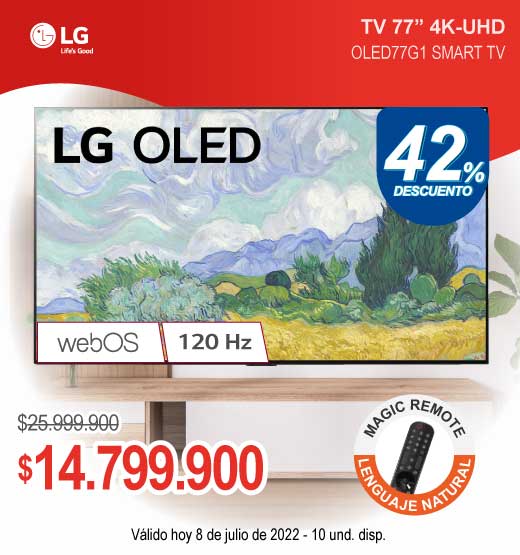 LG
Life's Good
TV 77” 4K-UHD
OLED77G1 SMART TV
LG OLED
42%
DESCUENTO
webOS
120 Hz
$25.999.900
$14.799.900
MAGIC REMOTE
LENGUAJE NATURAL
Válido hoy 8 de julio de 2022 - 10 und. disp.